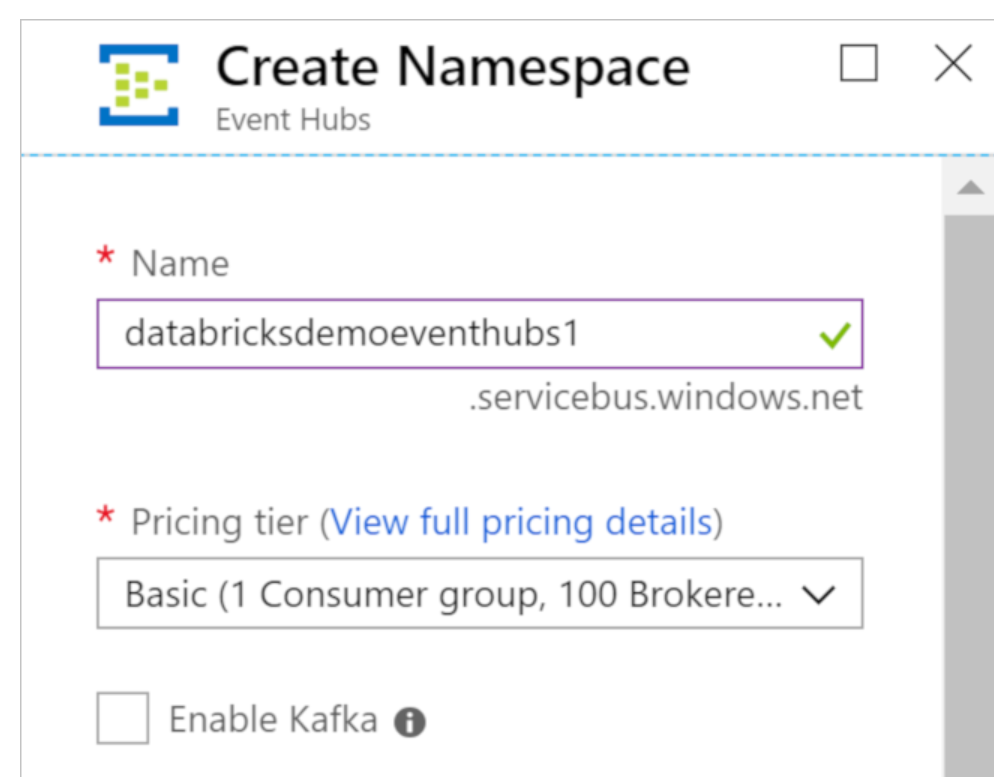 Create Namespace
Event Hubs
* Name
databricksdemoeventhubs1
.servicebus.windows.net
* Pricing tier (View full pricing details)
Basic (1 Consumer group, 100 Brokere...
Enable Kafka